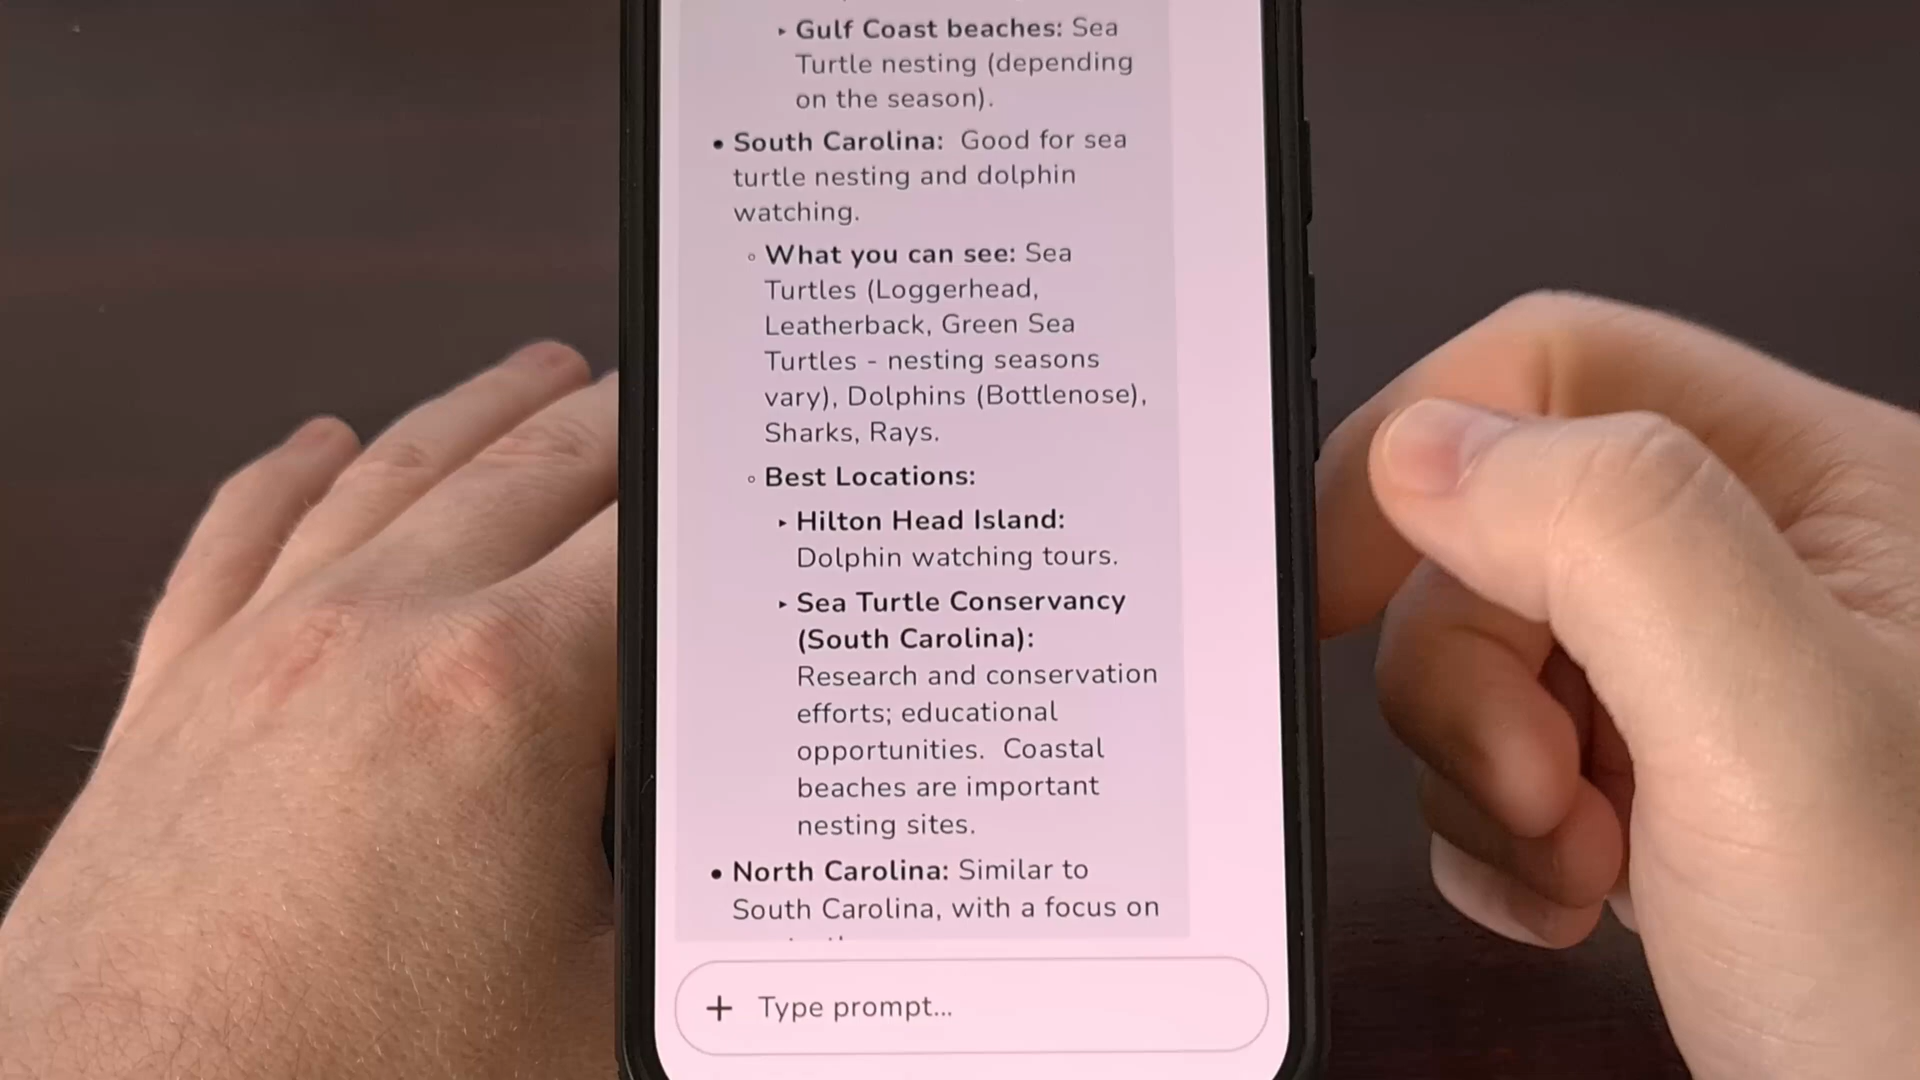 ▸ Gulf Coast beaches: Sea
Turtle nesting (depending
on the season).
• South Carolina:  Good for sea
turtle nesting and dolphin
watching.
◦ What you can see: Sea
Turtles (Loggerhead,
Leatherback, Green Sea
Turtles - nesting seasons
vary), Dolphins (Bottlenose),
Sharks, Rays.
◦ Best Locations:
▸ Hilton Head Island:
Dolphin watching tours.
▸ Sea Turtle Conservancy
(South Carolina):
Research and conservation
efforts; educational
opportunities.  Coastal
beaches are important
nesting sites.
• North Carolina: Similar to
South Carolina, with a focus on
+ Type prompt...